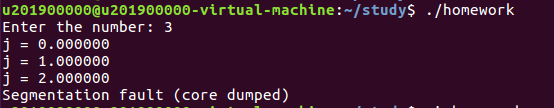 u201900000@u201900000-virtual-machine:~/study$ ./homework
Enter the number: 3
j = 0.000000
j = 1.000000
j = 2.000000
Segmentation fault (core dumped)